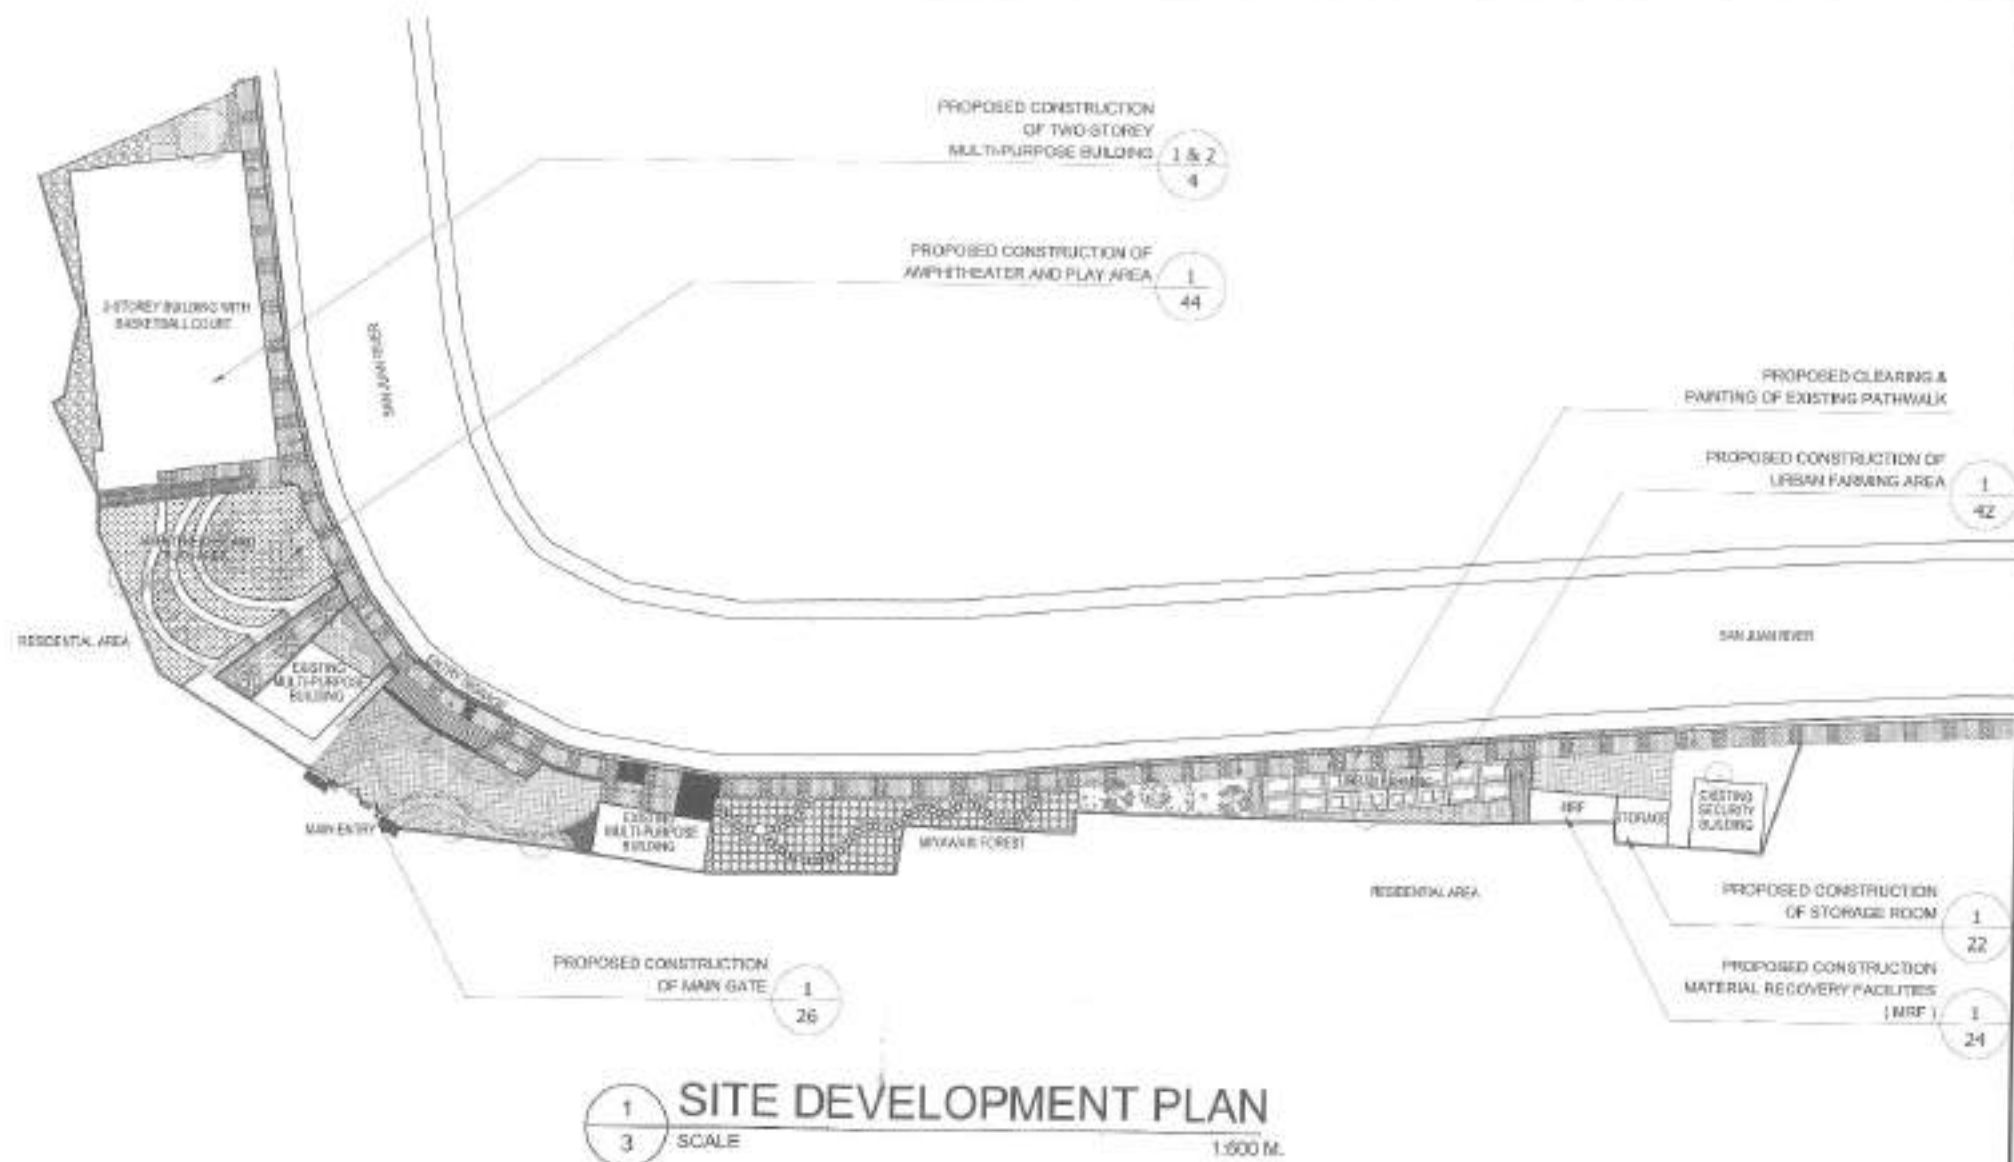 PROPOSED CONSTRUCTION
OF TWO-STOREY
MULTI-PURPOSE BUILDING
1 & 2
4
PROPOSED CONSTRUCTION OF
AMPHITHEATER AND PLAY AREA
1
44
BUILDING WITH
BASKETBALL COURT
SAN JUAN RIVER
PROPOSED CLEARING &
PAINTING OF EXISTING PATHWALK
PROPOSED CONSTRUCTION OF
URBAN FARMING AREA
1
42
RESIDENTIAL AREA
SAN JUAN RIVER
EXISTING
MULTI-PURPOSE
BUILDING
ENTRY
MAIN ENTRY
EXISTING
MULTI-PURPOSE
BUILDING
MIYAWAKI FOREST
MRF
STORAGE
EXISTING
SECURITY
BUILDING
RESIDENTIAL AREA
PROPOSED CONSTRUCTION
OF STORAGE ROOM
1
22
PROPOSED CONSTRUCTION
OF MAIN GATE
1
26
PROPOSED CONSTRUCTION
MATERIAL RECOVERY FACILITIES
( MRF )
1
24
1
3
SITE DEVELOPMENT PLAN
SCALE
1:600 M.